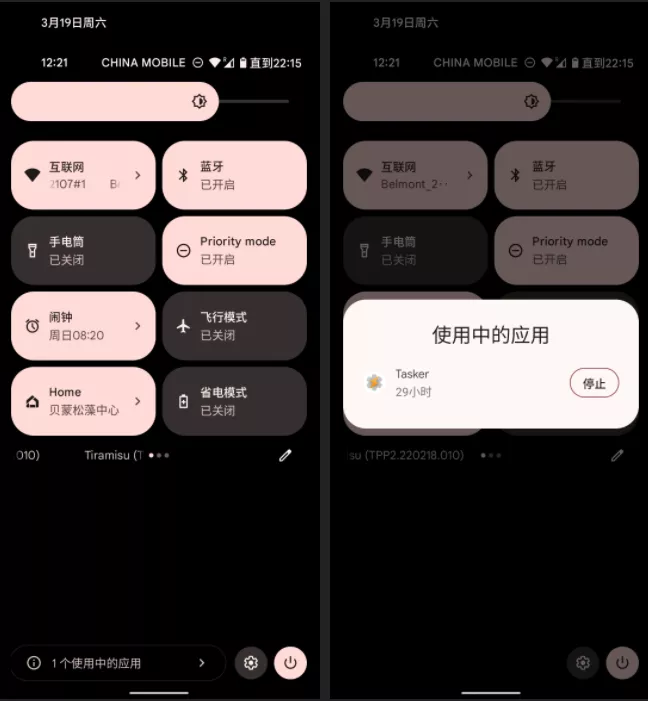 3月19日周六
12:21 CHINA MOBILE 直到22:15
互联网
2107#1
蓝牙
已开启
手电筒
已关闭
Priority mode
已开启
闹钟
周日08:20
飞行模式
已关闭
Home
贝蒙松藻中心
省电模式
已关闭
010) Tiramisu (T
1 个使用中的应用
3月19日周六
12:21 CHINA MOBILE 直到22:15
互联网
Belmont_2··
蓝牙
已开启
手电筒
已关闭
Priority mode
已开启
使用中的应用
Tasker
29小时
停止
su (TPP2.220218.010)